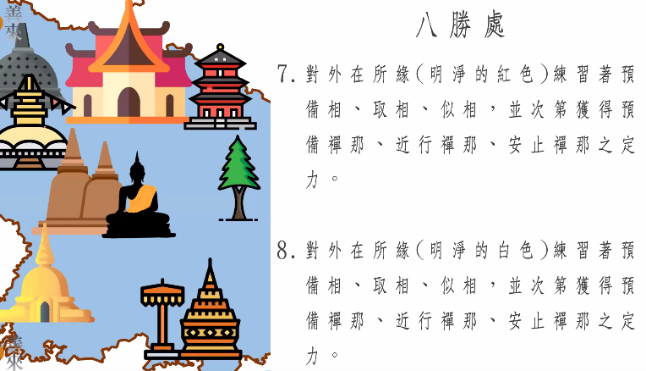 善來
八勝處
7. 對外在所緣(明淨的紅色)練習著預
備相、取相、似相，並次第獲得預
備禪那、近行禪那、安止禪那之定
力。
8. 對外在所緣(明淨的白色)練習著預
備相、取相、似相，並次第獲得預
備禪那、近行禪那、安止禪那之定
力。
善來